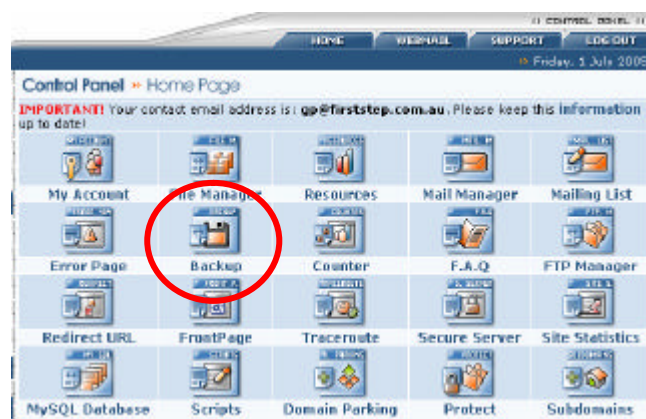 :: CONTROL PANEL ::
HOME WEBMAIL SUPPORT LOG OUT
» Friday, 1 July 2005
Control Panel » Home Page
IMPORTANT! Your contact email address is: gp@firststep.com.au. Please keep this information
up to date!
My Account File Manager Resources Mail Manager Mailing List
Error Page Backup Counter F.A.Q FTP Manager
Redirect URL FrontPage Traceroute Secure Server Site Statistics
MySQL Database Scripts Domain Parking Protect Subdomains